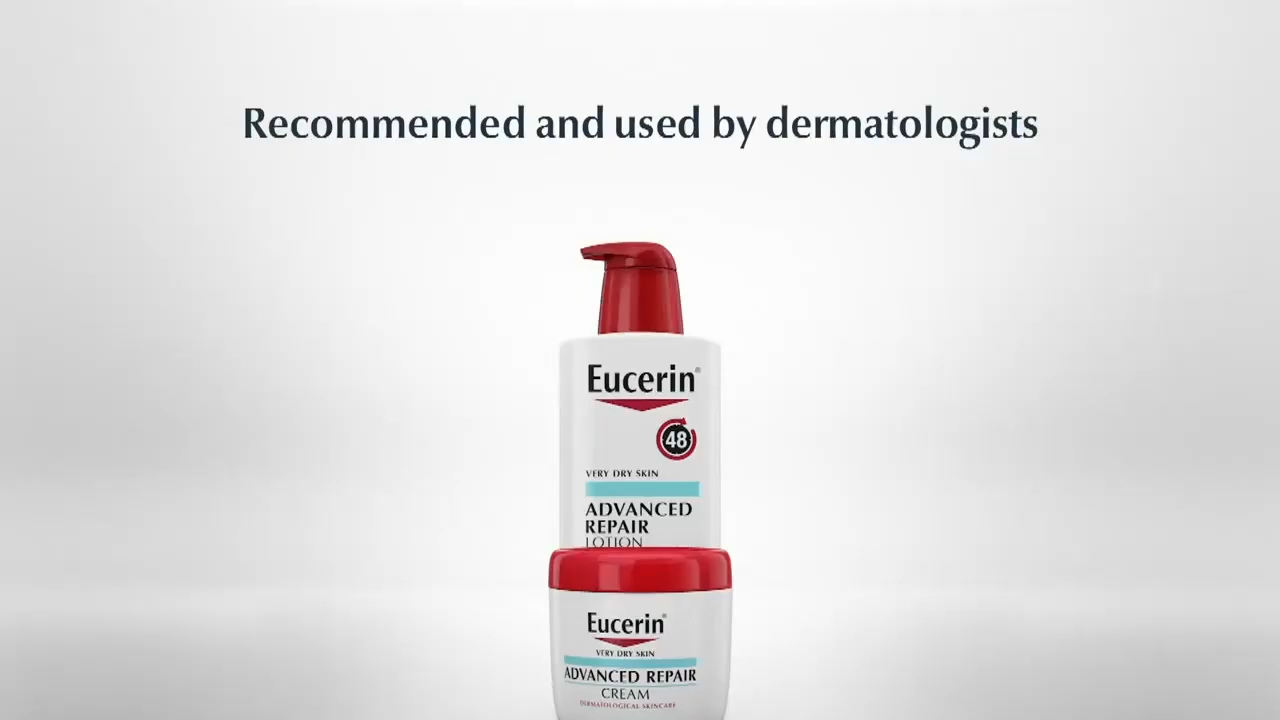 Recommended and used by dermatologists
Eucerin®
48
VERY DRY SKIN
ADVANCED
REPAIR
LOTION
Eucerin®
VERY DRY SKIN
ADVANCED REPAIR
CREAM
DERMATOLOGICAL SKINCARE